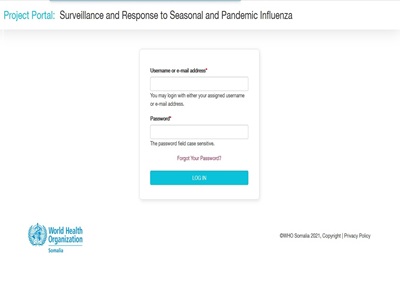 Project Portal: Surveillance and Response to Seasonal and Pandemic Influenza
Username or e-mail address*
You may login with either your assigned username
or e-mail address.
Password*
The password field case sensitive.
Forgot Your Password?
LOG IN
World Health
Organization
Somalia
©WHO Somalia 2021, Copyright | Privacy Policy